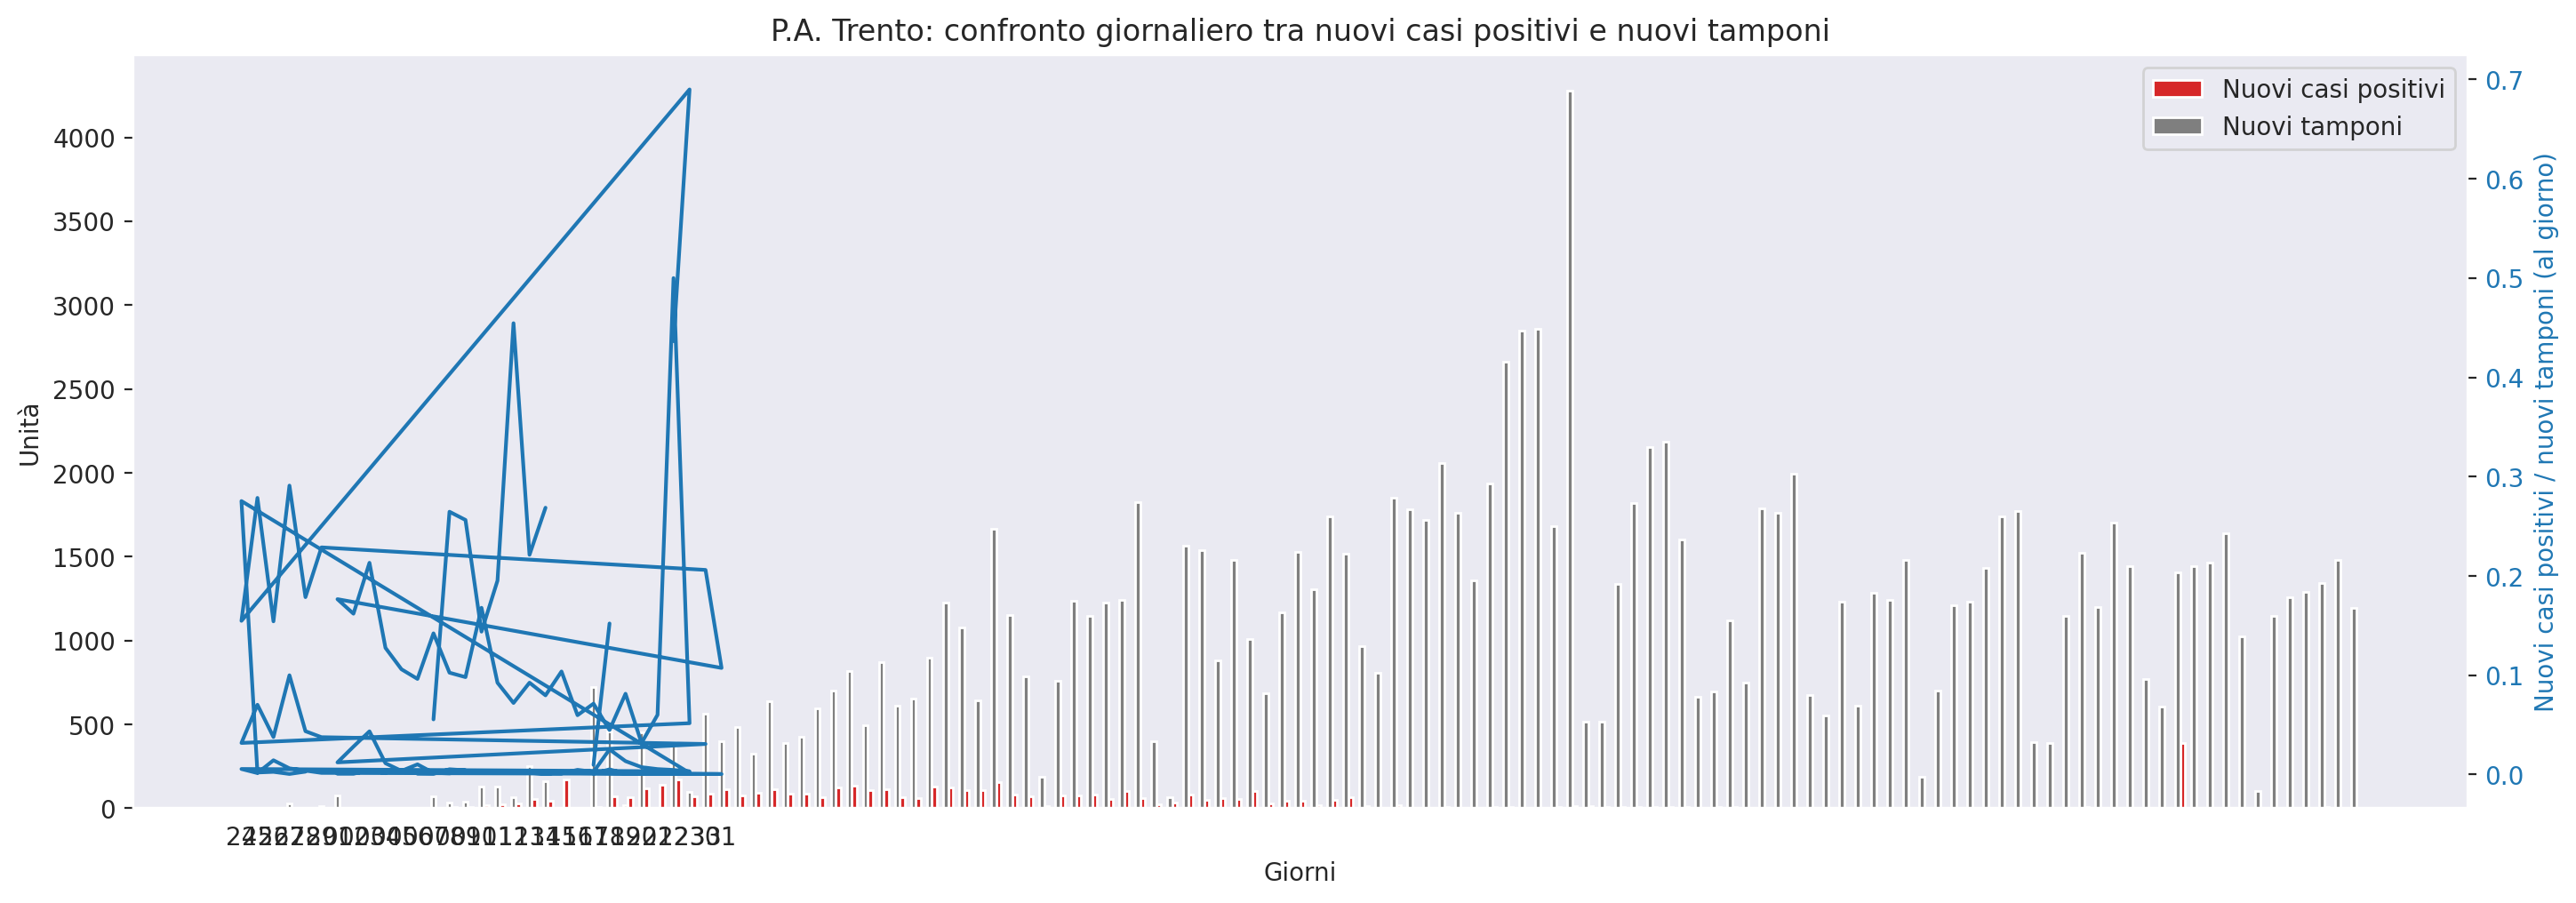 P.A. Trento: confronto giornaliero tra nuovi casi positivi e nuovi tamponi
Nuovi casi positivi
Nuovi tamponi
Unità
4000
3500
3000
2500
2000
1500
1000
500
0
0.7
0.6
0.5
0.4
0.3
0.2
0.1
0.0
Nuovi casi positivi / nuovi tamponi (al giorno)
Giorni